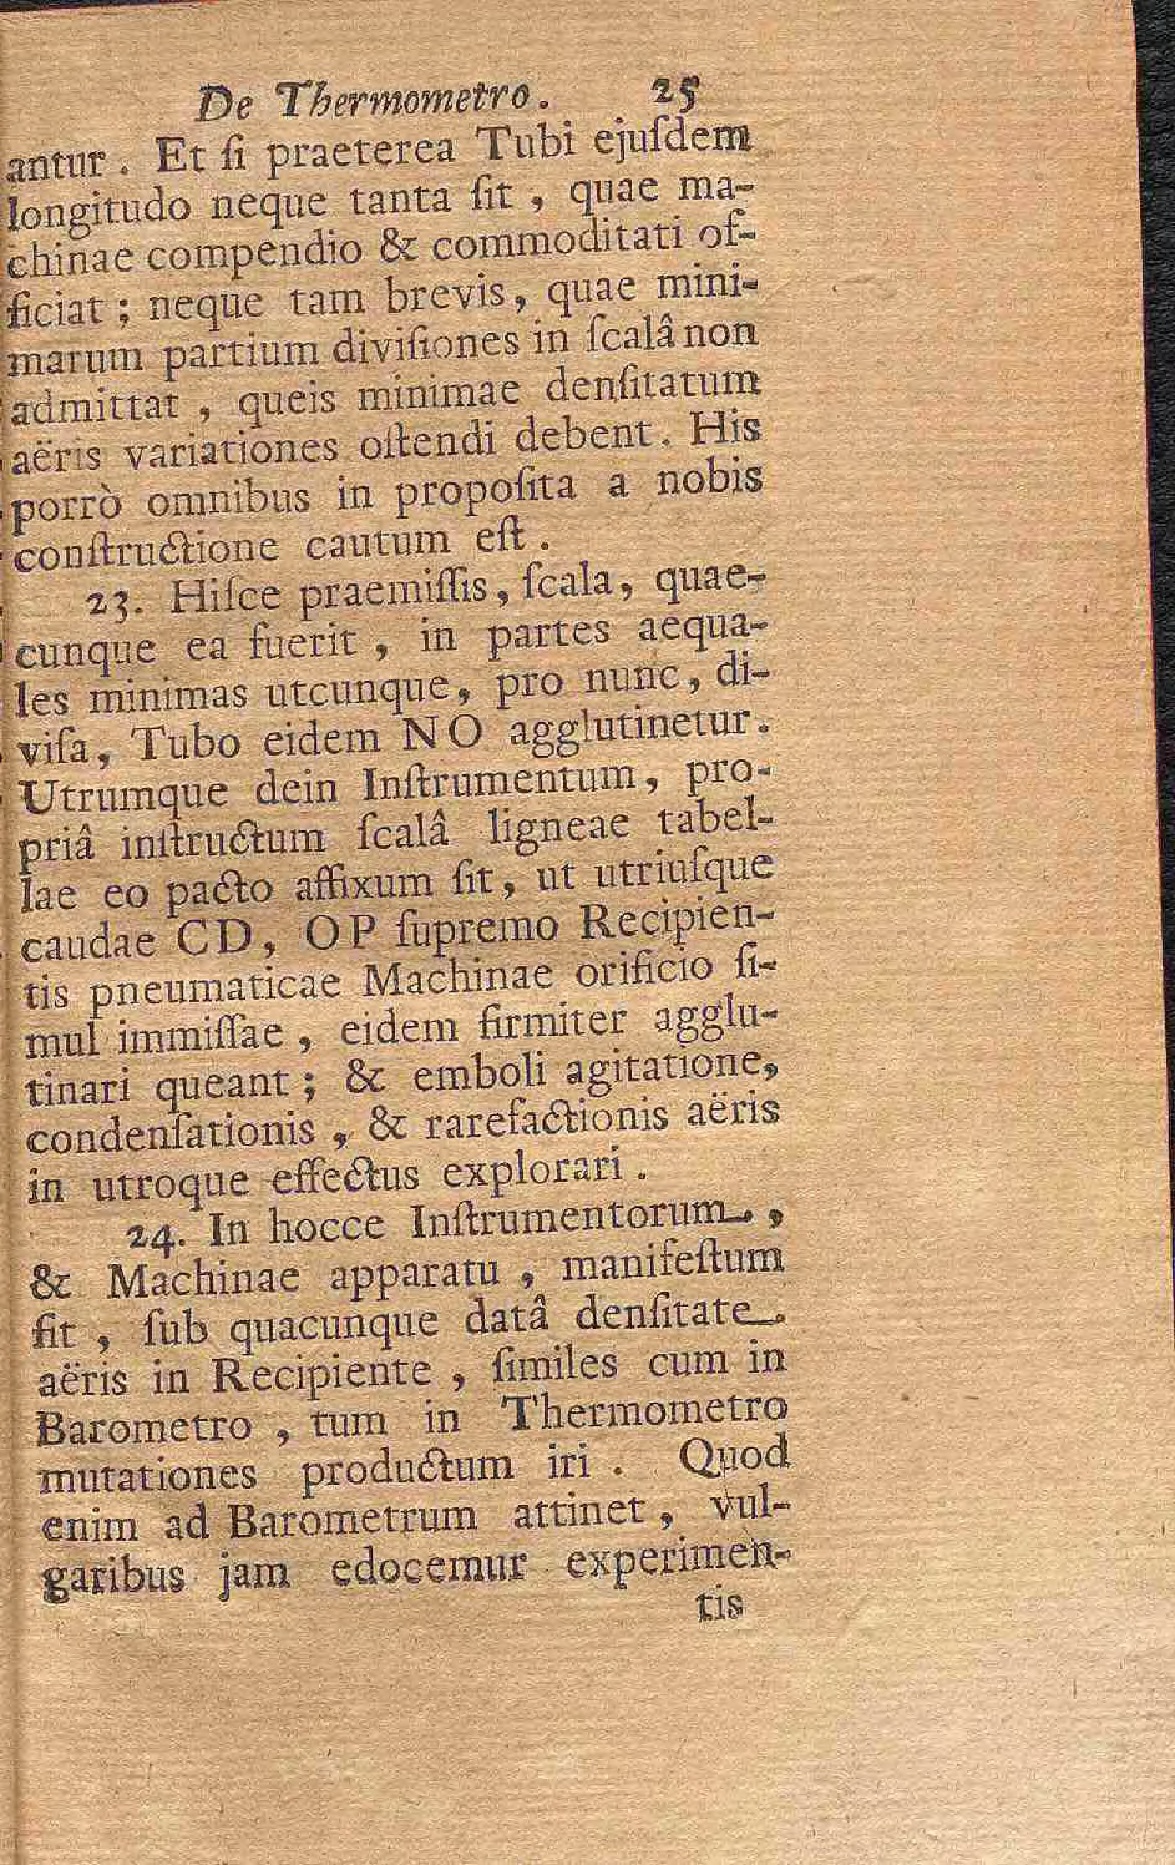 De Thermometro. 25
antur. Et ſi praeterea Tubi ejuſdem
longitudo neque tanta ſit, quae ma-
chinae compendio & commoditati of-
ficiat; neque tam brevis, quae mini-
marum partium diviſiones in ſcalâ non
admittat, queis minimae denſitatum
aëris variationes oſtendi debent. His
porrò omnibus in propoſita a nobis
conſtructione cautum eſt.
23. Hiſce praemiſſis, ſcala, quae-
cunque ea fuerit, in partes aequa-
les minimas utcunque, pro nunc, di-
viſa, Tubo eidem NO agglutinetur.
Utrumque dein Inſtrumentum, pro-
priâ inſtructum ſcalâ ligneae tabel-
lae eo pacto affixum ſit, ut utriuſque
caudae CD, OP ſupremo Recipien-
tis pneumaticae Machinae orificio ſi-
mul immiſſae, eidem firmiter agglu-
tinari queant; & emboli agitatione,
condenſationis, & rarefactionis aëris
in utroque effectus explorari.
24. In hocce Inſtrumentorum,
& Machinae apparatu, manifeſtum
fit, ſub quacunque datâ denſitate
aëris in Recipiente, ſimiles cum in
Barometro, tum in Thermometro
mutationes productum iri. Quod
enim ad Barometrum attinet, vul-
garibus jam edocemur experimen-
tis